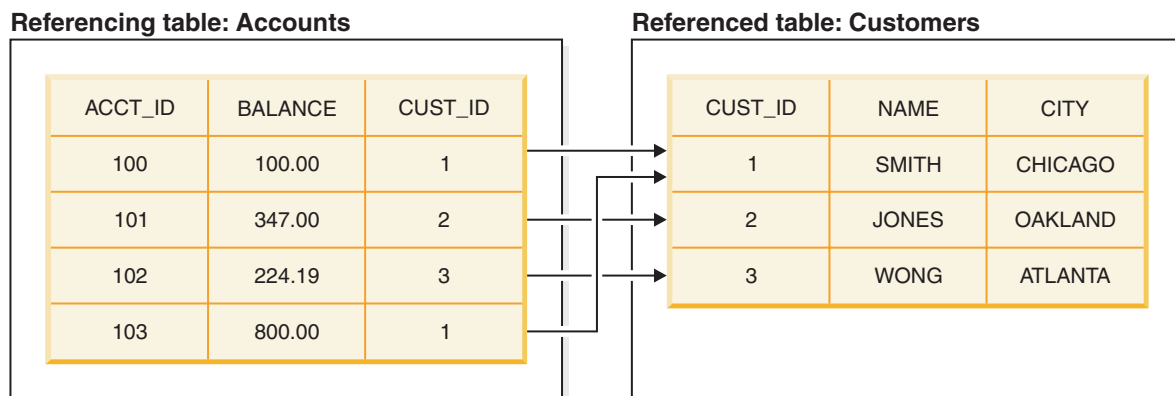 Referencing table: Accounts
ACCT_ID BALANCE CUST_ID
100 100.00 1
101 347.00 2
102 224.19 3
103 800.00 1
Referenced table: Customers
CUST_ID NAME CITY
1 SMITH CHICAGO
2 JONES OAKLAND
3 WONG ATLANTA